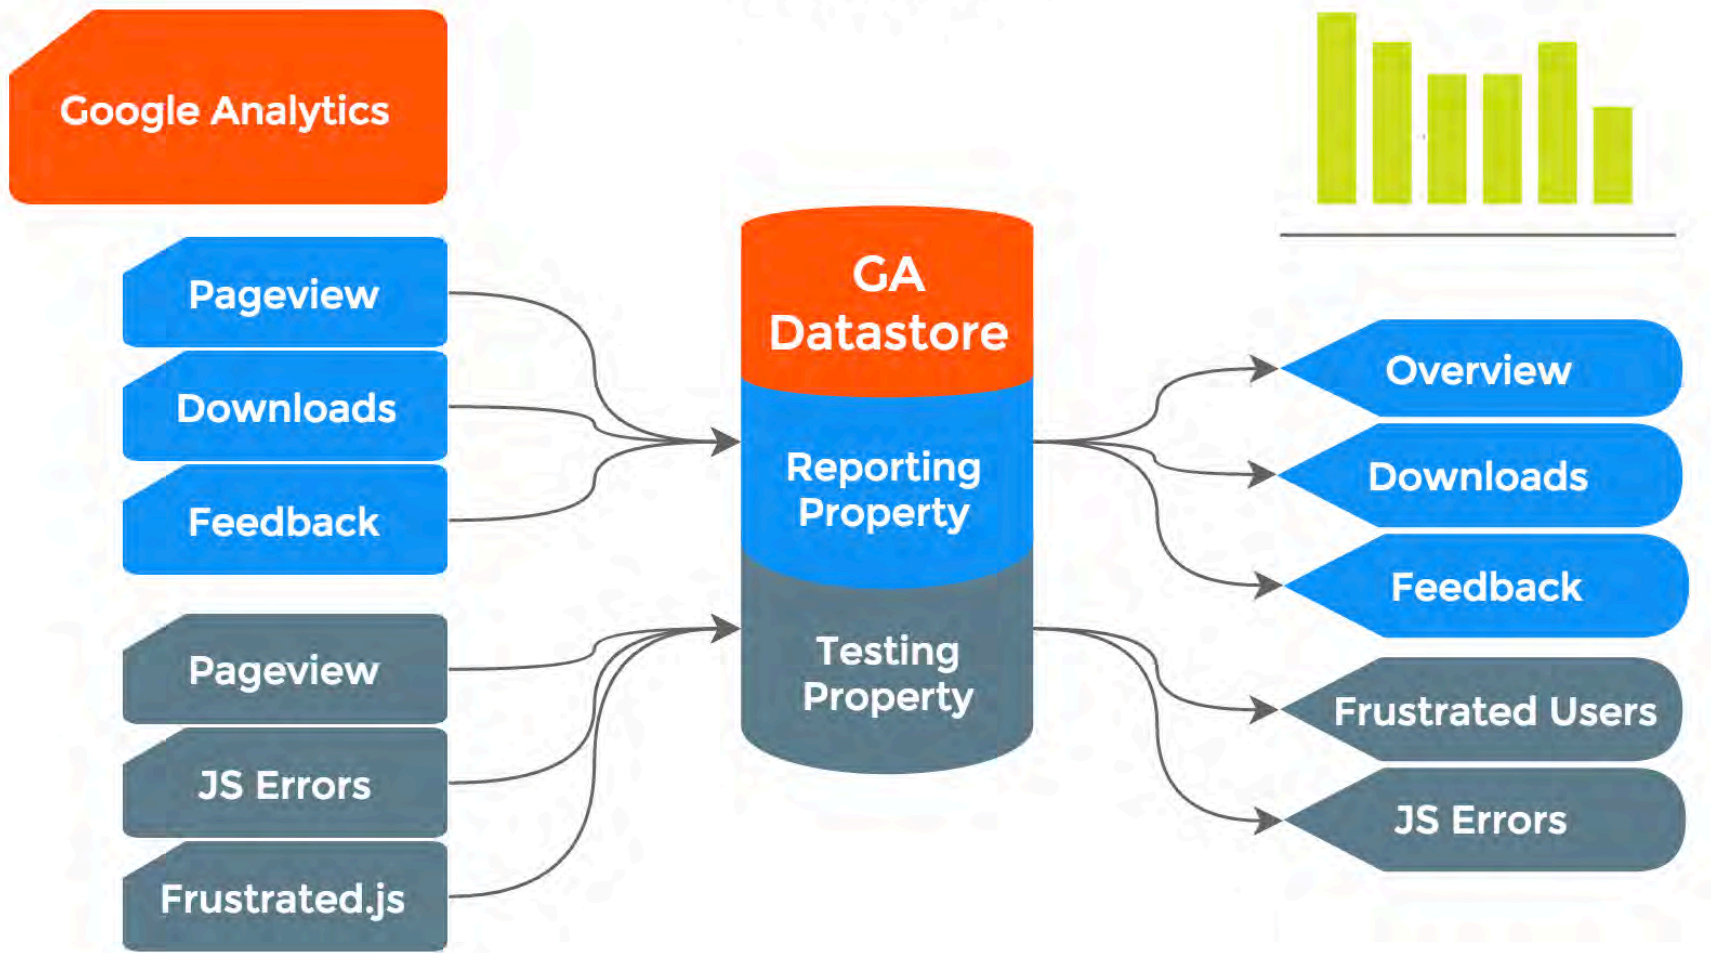 Google Analytics
Pageview
Downloads
Feedback
Pageview
JS Errors
Frustrated.js
GA
Datastore
Reporting
Property
Testing
Property
Overview
Downloads
Feedback
Frustrated Users
JS Errors